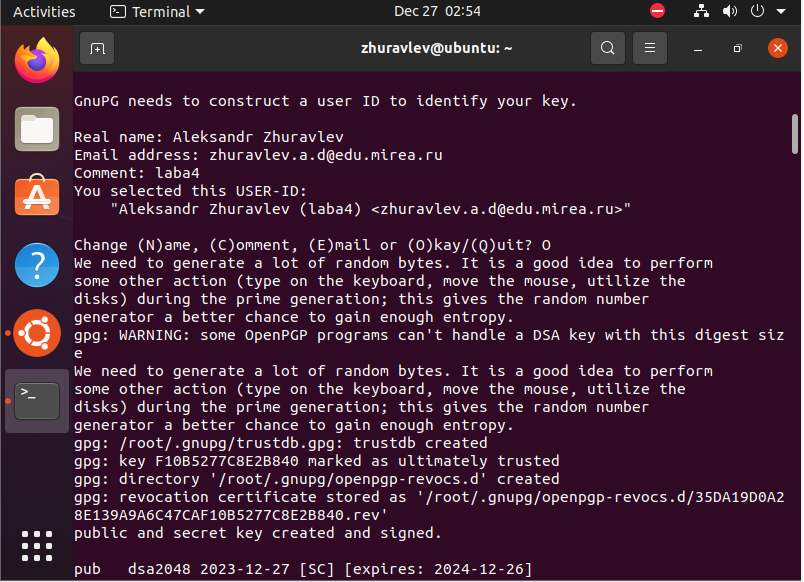 Activities Terminal Dec 27 02:54
zhuravlev@ubuntu: ~
GnuPG needs to construct a user ID to identify your key.
Real name: Aleksandr Zhuravlev
Email address: zhuravlev.a.d@edu.mirea.ru
Comment: laba4
You selected this USER-ID:
    "Aleksandr Zhuravlev (laba4) <zhuravlev.a.d@edu.mirea.ru>"
Change (N)ame, (C)omment, (E)mail or (O)kay/(Q)uit? O
We need to generate a lot of random bytes. It is a good idea to perform
some other action (type on the keyboard, move the mouse, utilize the
disks) during the prime generation; this gives the random number
generator a better chance to gain enough entropy.
gpg: WARNING: some OpenPGP programs can't handle a DSA key with this digest siz
e
We need to generate a lot of random bytes. It is a good idea to perform
some other action (type on the keyboard, move the mouse, utilize the
disks) during the prime generation; this gives the random number
generator a better chance to gain enough entropy.
gpg: /root/.gnupg/trustdb.gpg: trustdb created
gpg: key F10B5277C8E2B840 marked as ultimately trusted
gpg: directory '/root/.gnupg/openpgp-revocs.d' created
gpg: revocation certificate stored as '/root/.gnupg/openpgp-revocs.d/35DA19D0A2
8E139A9A6C47CAF10B5277C8E2B840.rev'
public and secret key created and signed.
pub   dsa2048 2023-12-27 [SC] [expires: 2024-12-26]